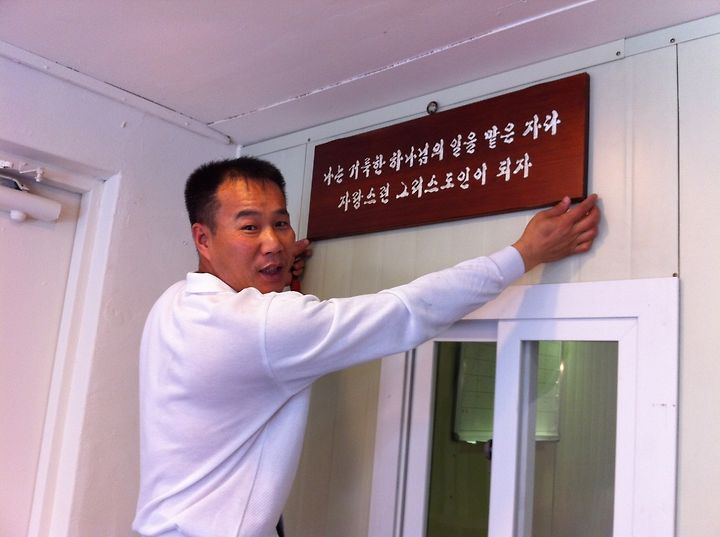 나는 거룩한 하나님의 일을 맡은 자라
자랑스런 그리스도인이 되자